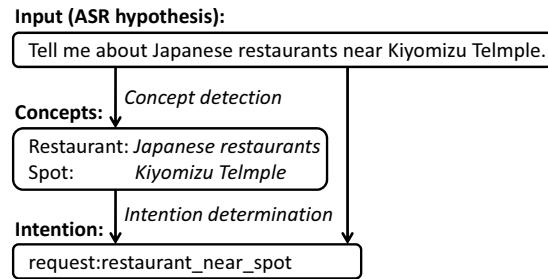 Input (ASR hypothesis):
Tell me about Japanese restaurants near Kiyomizu Telmple.
Concept detection
Concepts:
Restaurant: Japanese restaurants
Spot: Kiyomizu Telmple
Intention determination
Intention:
request:restaurant_near_spot